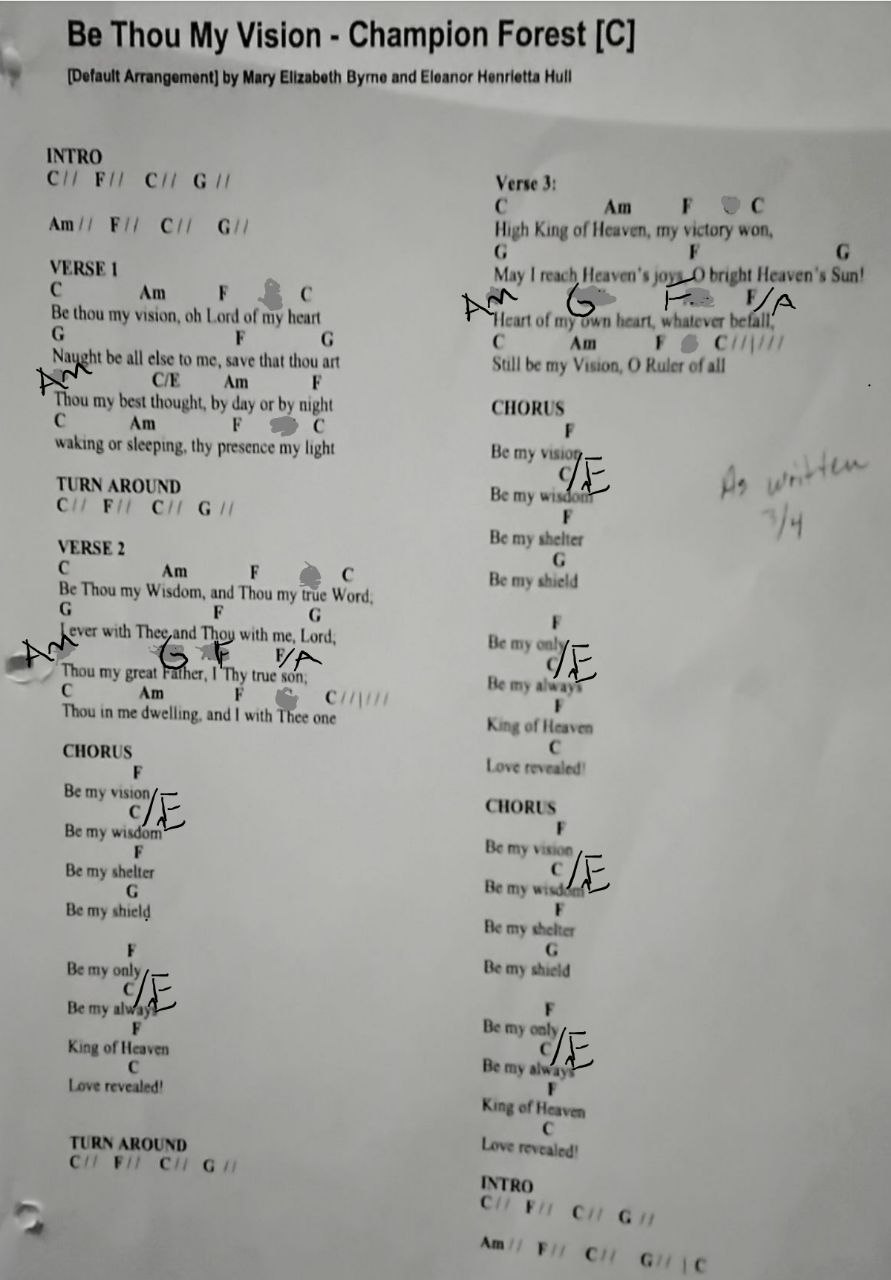 Be Thou My Vision - Champion Forest [C]
[Default Arrangement] by Mary Elizabeth Byrne and Eleanor Henrietta Hull
INTRO
C// F// C// G //
Am// F// C// G//
VERSE 1
C Am F C
Be thou my vision, oh Lord of my heart
G F G
Naught be all else to me, save that thou art
Am C/E Am F
Thou my best thought, by day or by night
C Am F C
waking or sleeping, thy presence my light
TURN AROUND
C// F// C// G //
VERSE 2
C Am F C
Be Thou my Wisdom, and Thou my true Word;
G F G
I ever with Thee and Thou with me, Lord;
Am G F F/A
Thou my great Father, I Thy true son;
C Am F C//|///
Thou in me dwelling, and I with Thee one
CHORUS
F
Be my vision
C/E
Be my wisdom
F
Be my shelter
G
Be my shield
F
Be my only
C/E
Be my always
F
King of Heaven
C
Love revealed!
TURN AROUND
C// F// C// G //
Verse 3:
C Am F C
High King of Heaven, my victory won,
G F G
May I reach Heaven's joys, O bright Heaven's Sun!
Am G F F/A
Heart of my own heart, whatever befall,
C Am F C//|///
Still be my Vision, O Ruler of all
CHORUS
F
Be my vision
C/E
Be my wisdom
F
Be my shelter
G
Be my shield
F
Be my only
C/E
Be my always
F
King of Heaven
C
Love revealed!
As written
3/4
CHORUS
F
Be my vision
C/E
Be my wisdom
F
Be my shelter
G
Be my shield
F
Be my only
C/E
Be my always
F
King of Heaven
C
Love revealed!
INTRO
C// F// C// G //
Am// F// C// G// | C